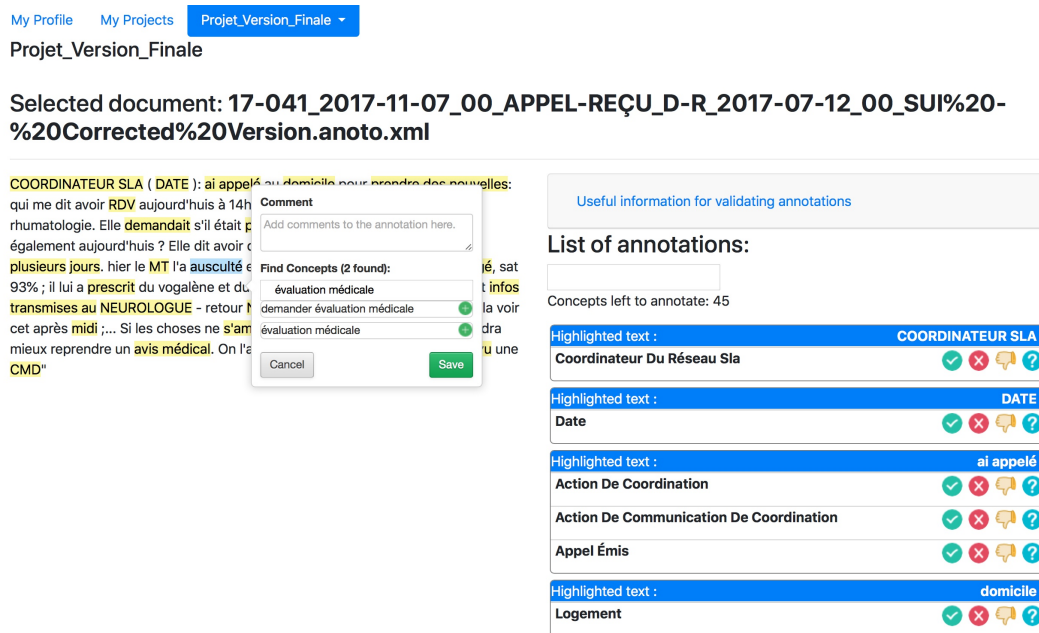 My Profile My Projects Projet_Version_Finale
Projet_Version_Finale
Selected document: 17-041_2017-11-07_00_APPEL-REÇU_D-R_2017-07-12_00_SUI%20-
%20Corrected%20Version.anoto.xml
COORDINATEUR SLA ( DATE ): ai appelé au domicile pour prendre des nouvelles:
qui me dit avoir RDV aujourd'huis à 14h
rhumatologie. Elle demandait s'il était
également aujourd'huis ? Elle dit avoir
plusieurs jours. hier le MT l'a ausculté sat
93% ; il lui a prescrit du vogalène et du infos
transmises au NEUROLOGUE - retour la voir
cet après midi ;... Si les choses ne s'am dra
mieux reprendre un avis médical. On l'a une
CMD"
Comment
Add comments to the annotation here.
Find Concepts (2 found):
évaluation médicale
demander évaluation médicale
évaluation médicale
Cancel Save
Useful information for validating annotations
List of annotations:
Concepts left to annotate: 45
Highlighted text : COORDINATEUR SLA
Coordinateur Du Réseau Sla
Highlighted text : DATE
Date
Highlighted text : ai appelé
Action De Coordination
Action De Communication De Coordination
Appel Émis
Highlighted text : domicile
Logement